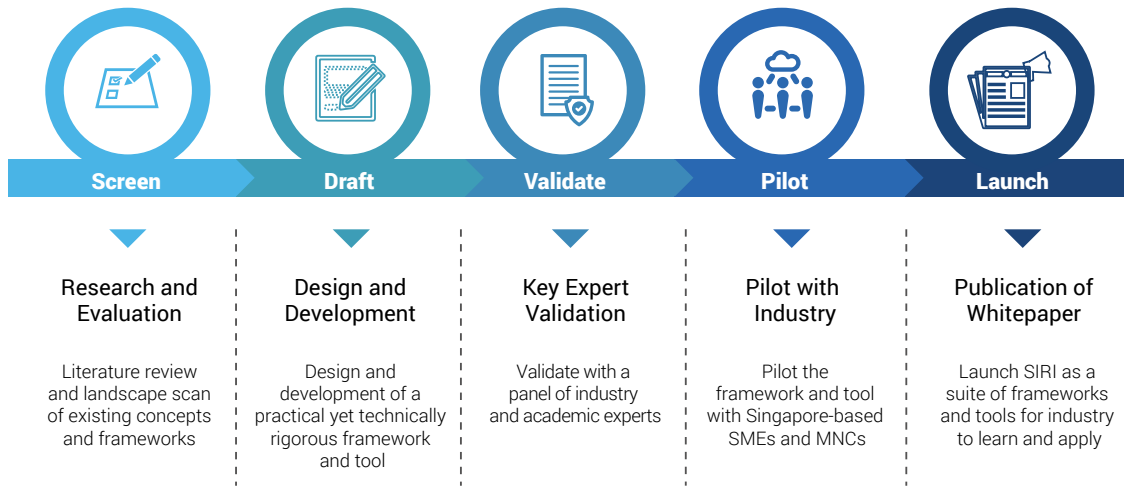 Screen
Draft
Validate
Pilot
Launch
Research and
Evaluation
Literature review
and landscape scan
of existing concepts
and frameworks
Design and
Development
Design and
development of a
practical yet technically
rigorous framework
and tool
Key Expert
Validation
Validate with a
panel of industry
and academic experts
Pilot with
Industry
Pilot the
framework and tool
with Singapore-based
SMEs and MNCs
Publication of
Whitepaper
Launch SIRI as a
suite of frameworks
and tools for industry
to learn and apply